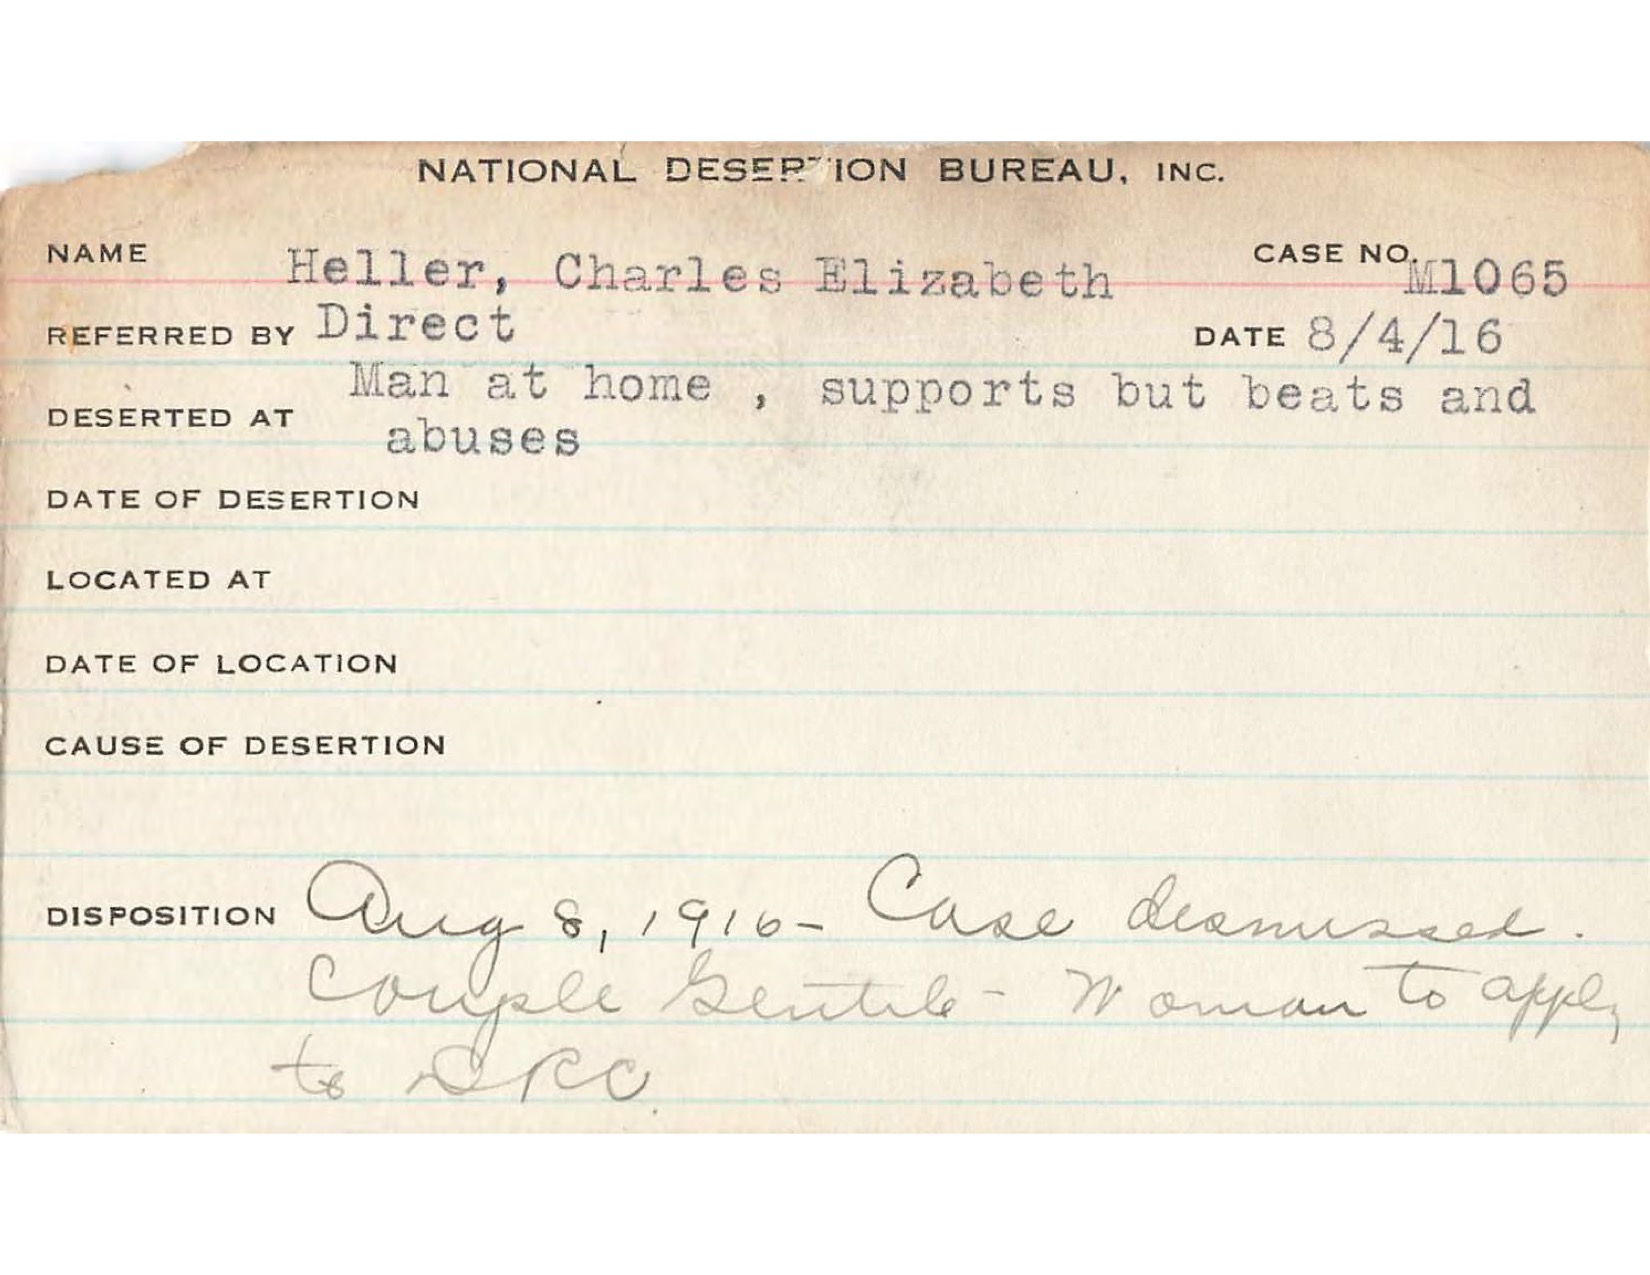 NATIONAL DESERTION BUREAU, INC.
NAME Heller, Charles Elizabeth CASE NO. M1065
REFERRED BY Direct DATE 8/4/16
Man at home , supports but beats and
DESERTED AT abuses
DATE OF DESERTION
LOCATED AT
DATE OF LOCATION
CAUSE OF DESERTION
DISPOSITION Aug 8, 1916 - Case dismissed.
Couple Gentile - Woman to apply
to